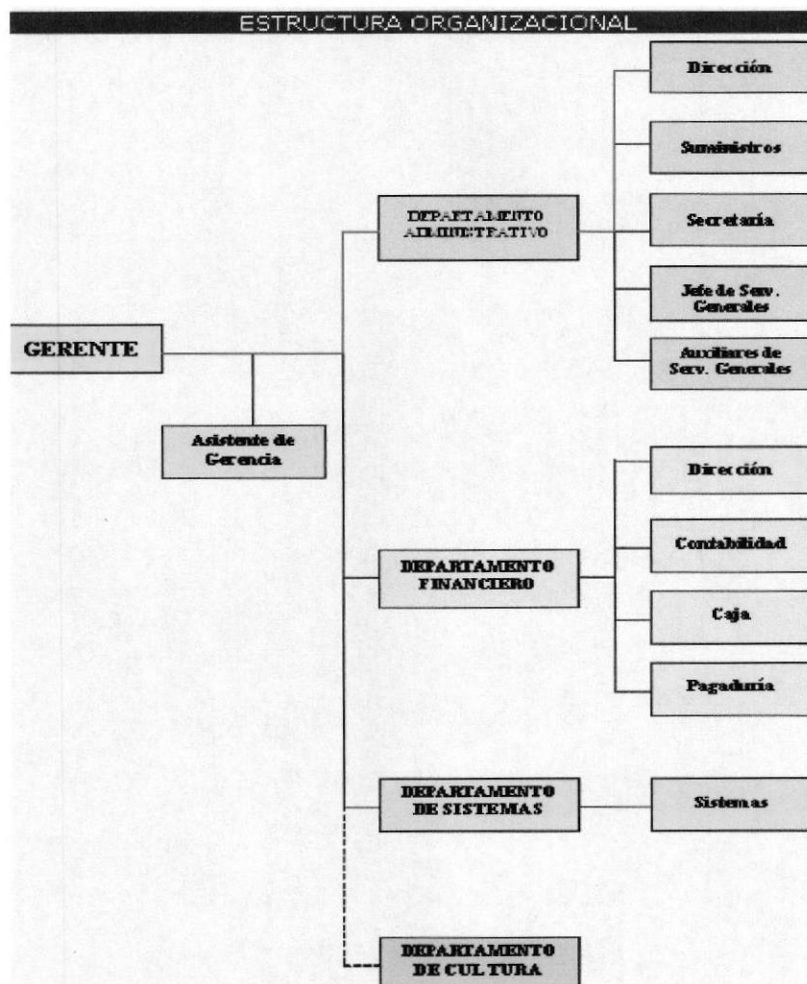 ESTRUCTURA ORGANIZACIONAL
GERENTE
Asistente de
Gerencia
DEPARTAMENTO
ADMINISTRATIVO
Dirección
Suministros
Secretaría
Jefe de Serv.
Generales
Auxiliares de
Serv. Generales
DEPARTAMENTO
FINANCIERO
Dirección
Contabilidad
Caja
Pagaduría
DEPARTAMENTO
DE SISTEMAS
Sistemas
DEPARTAMENTO
DE CULTURA